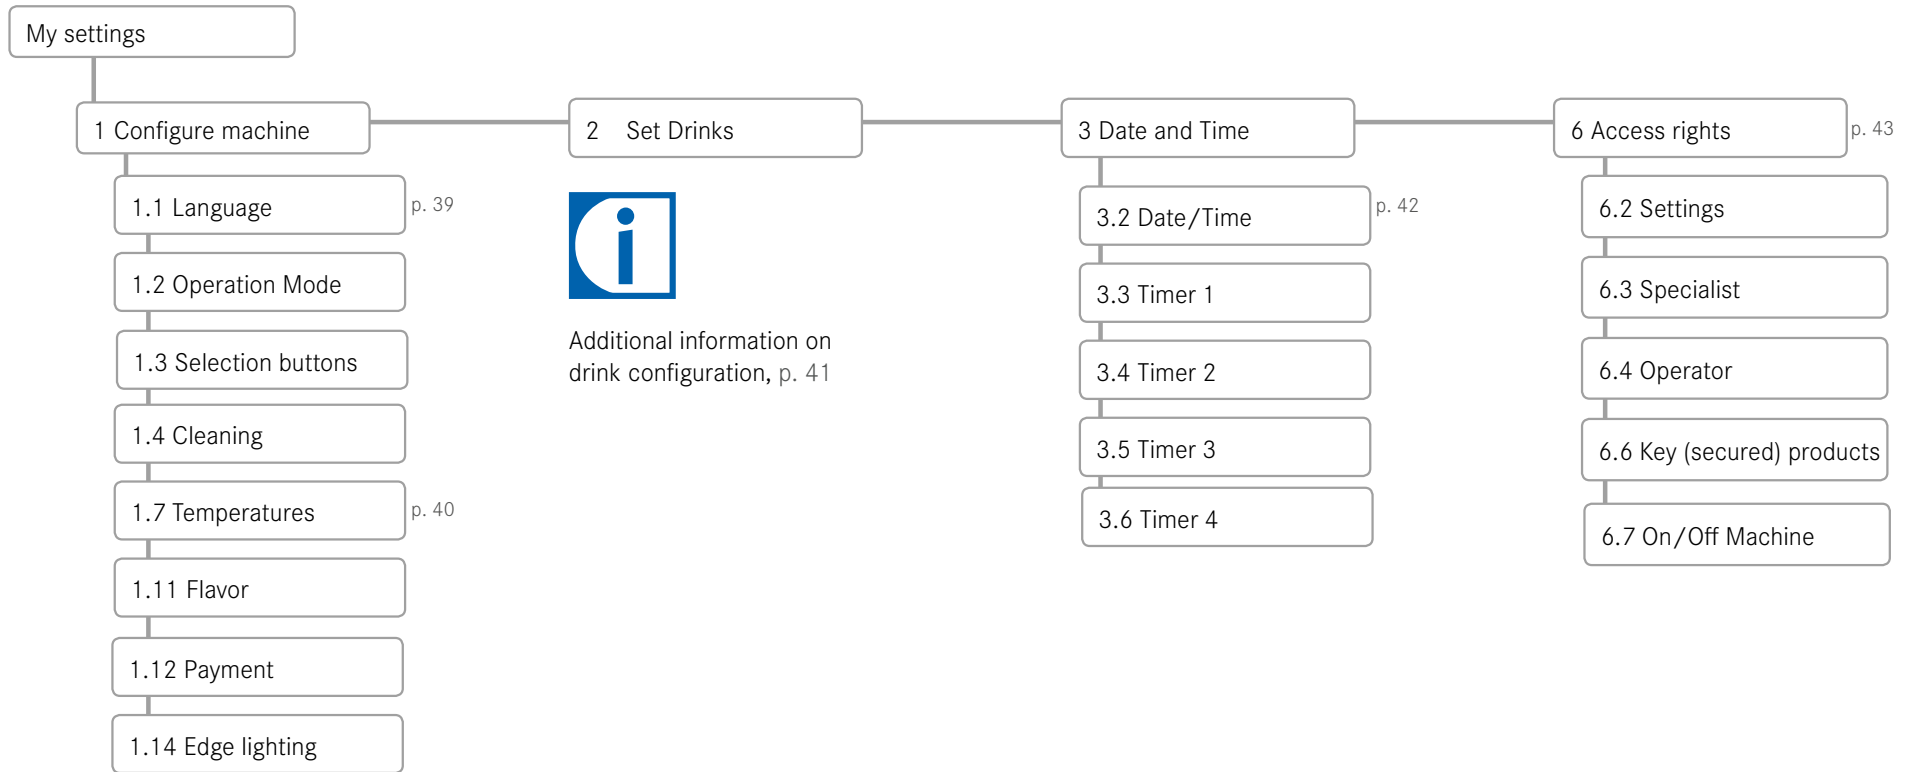 My settings
1 Configure machine
1.1 Language
p. 39
1.2 Operation Mode
1.3 Selection buttons
1.4 Cleaning
1.7 Temperatures
p. 40
1.11 Flavor
1.12 Payment
1.14 Edge lighting
2 Set Drinks
i
Additional information on
drink configuration, p. 41
3 Date and Time
3.2 Date/Time
p. 42
3.3 Timer 1
3.4 Timer 2
3.5 Timer 3
3.6 Timer 4
6 Access rights
p. 43
6.2 Settings
6.3 Specialist
6.4 Operator
6.6 Key (secured) products
6.7 On/Off Machine